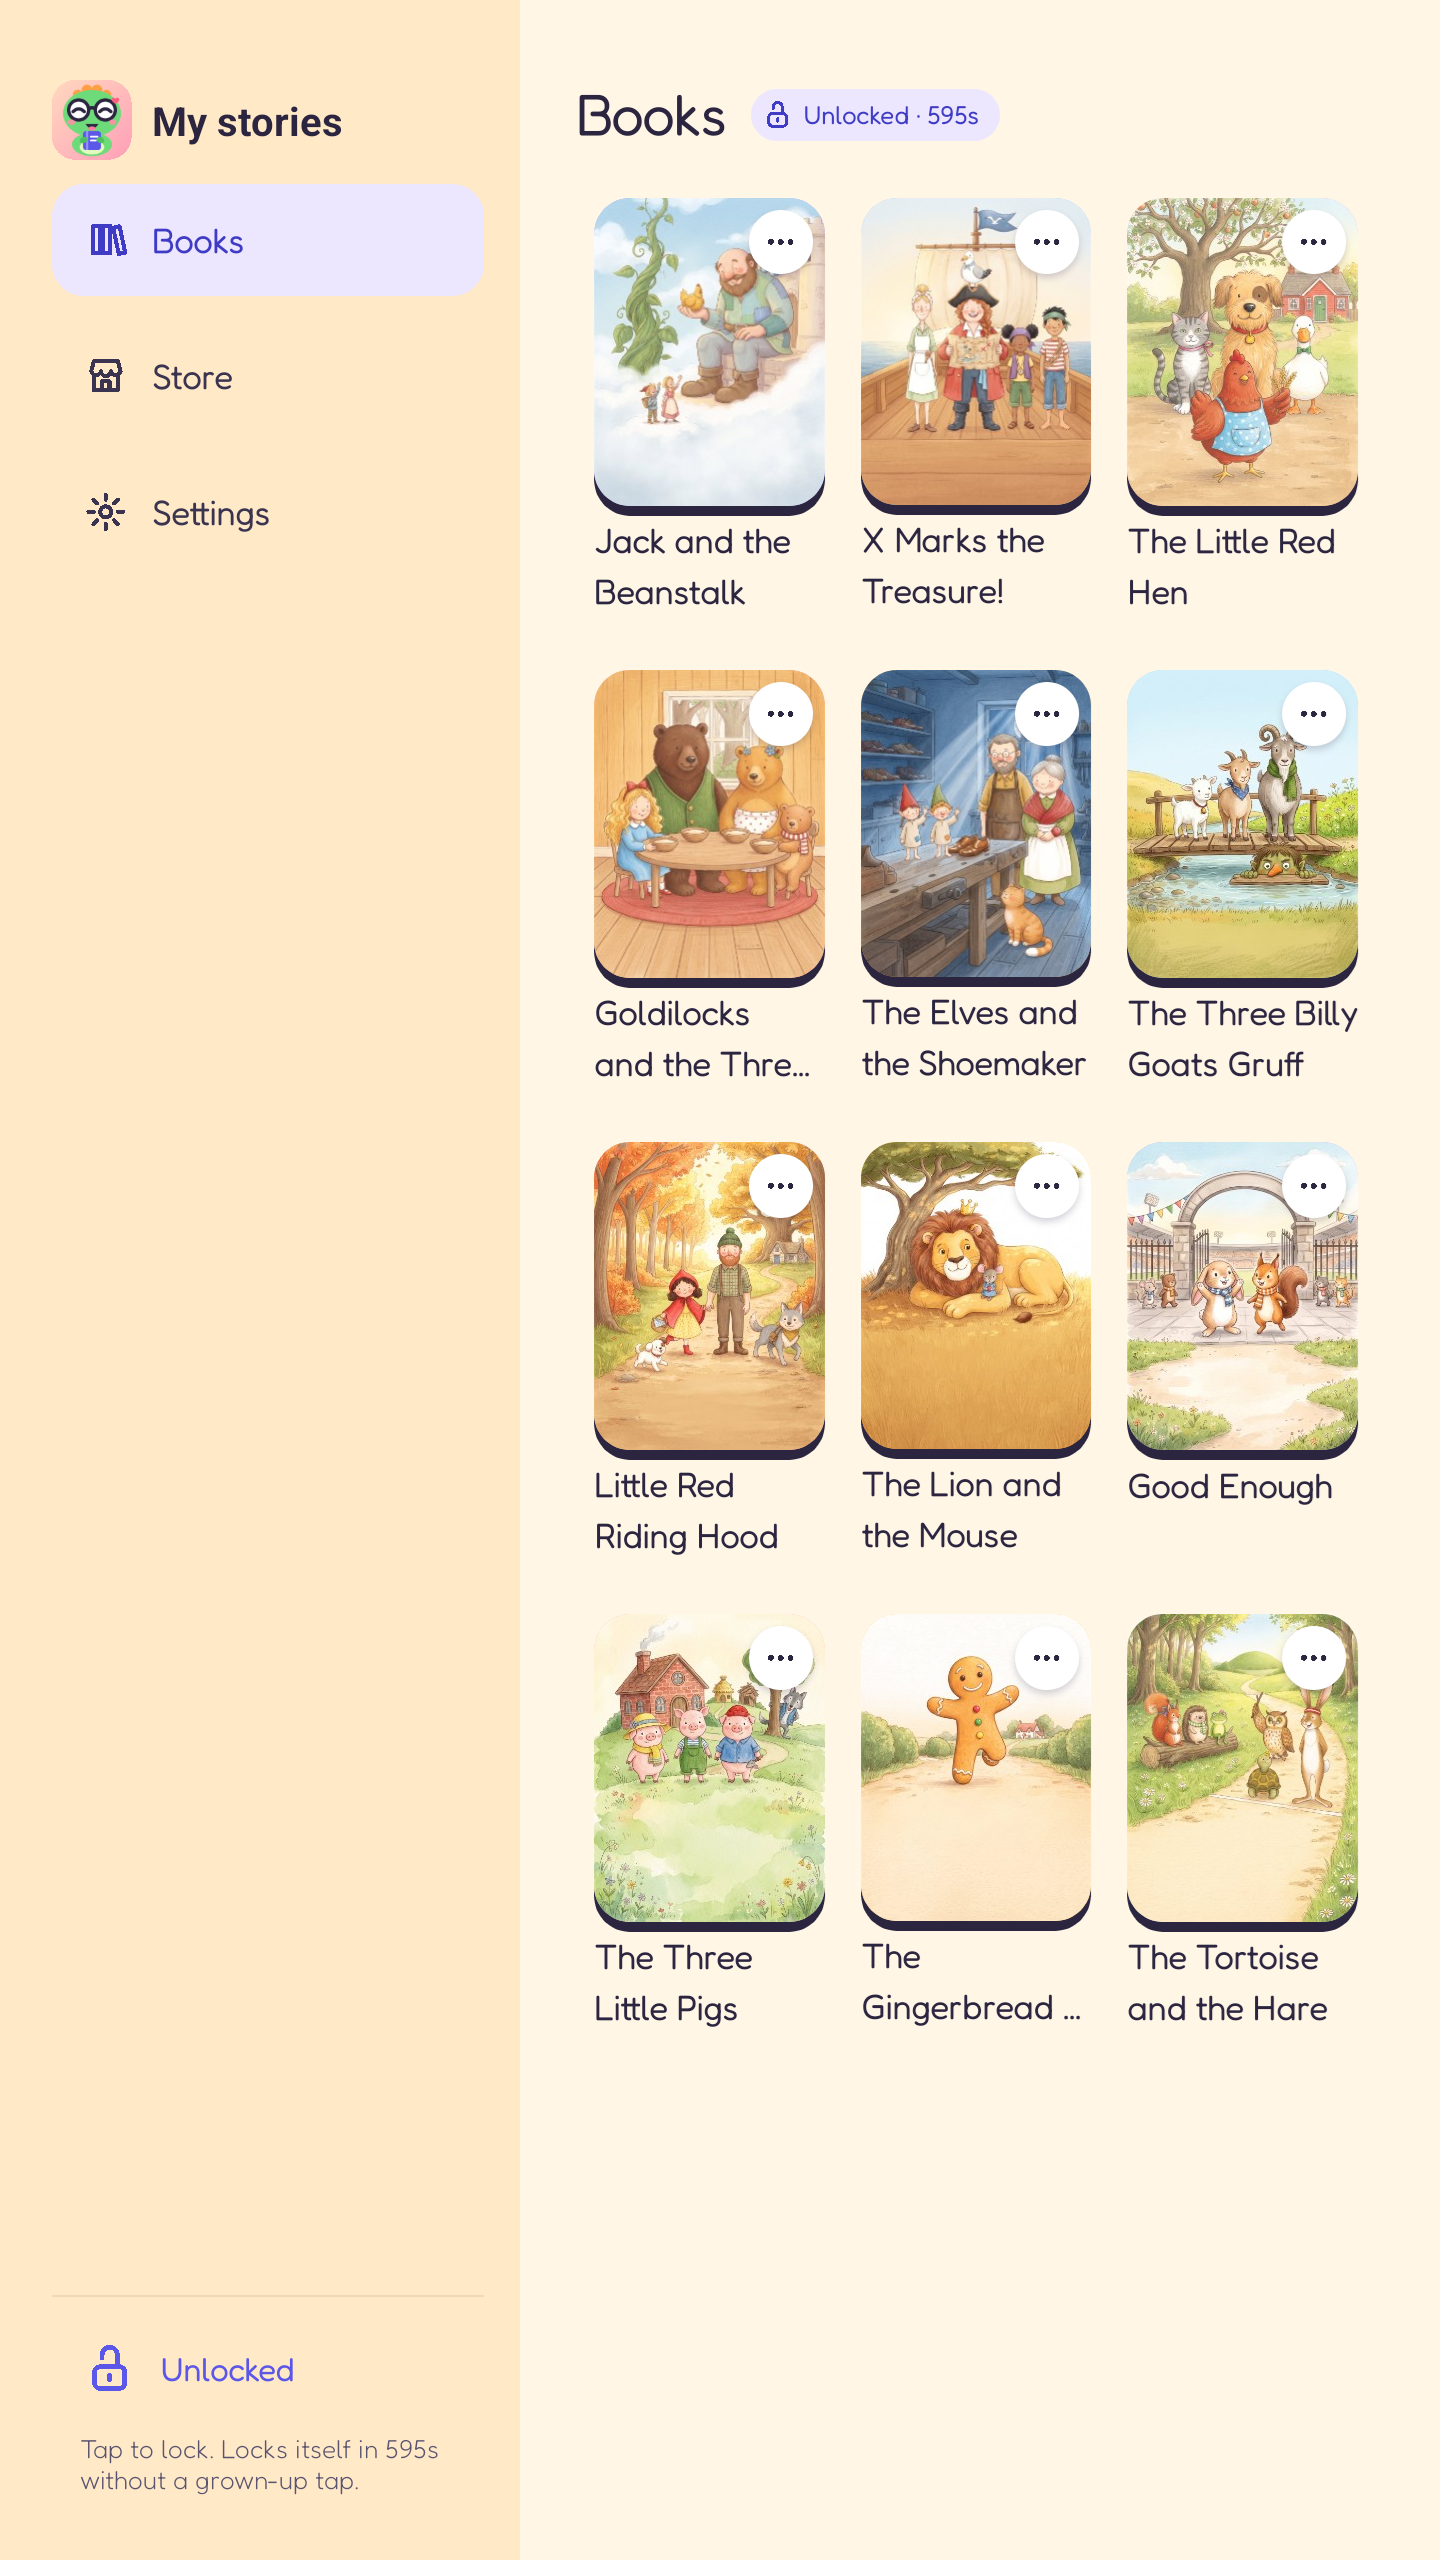 My stories
Books
Store
Settings
Unlocked
Tap to lock. Locks itself in 595s
without a grown-up tap.
Books
Unlocked · 595s
Jack and the
Beanstalk
X Marks the
Treasure!
The Little Red
Hen
Goldilocks
and the Thre...
The Elves and
the Shoemaker
The Three Billy
Goats Gruff
Little Red
Riding Hood
The Lion and
the Mouse
Good Enough
The Three
Little Pigs
The
Gingerbread ...
The Tortoise
and the Hare